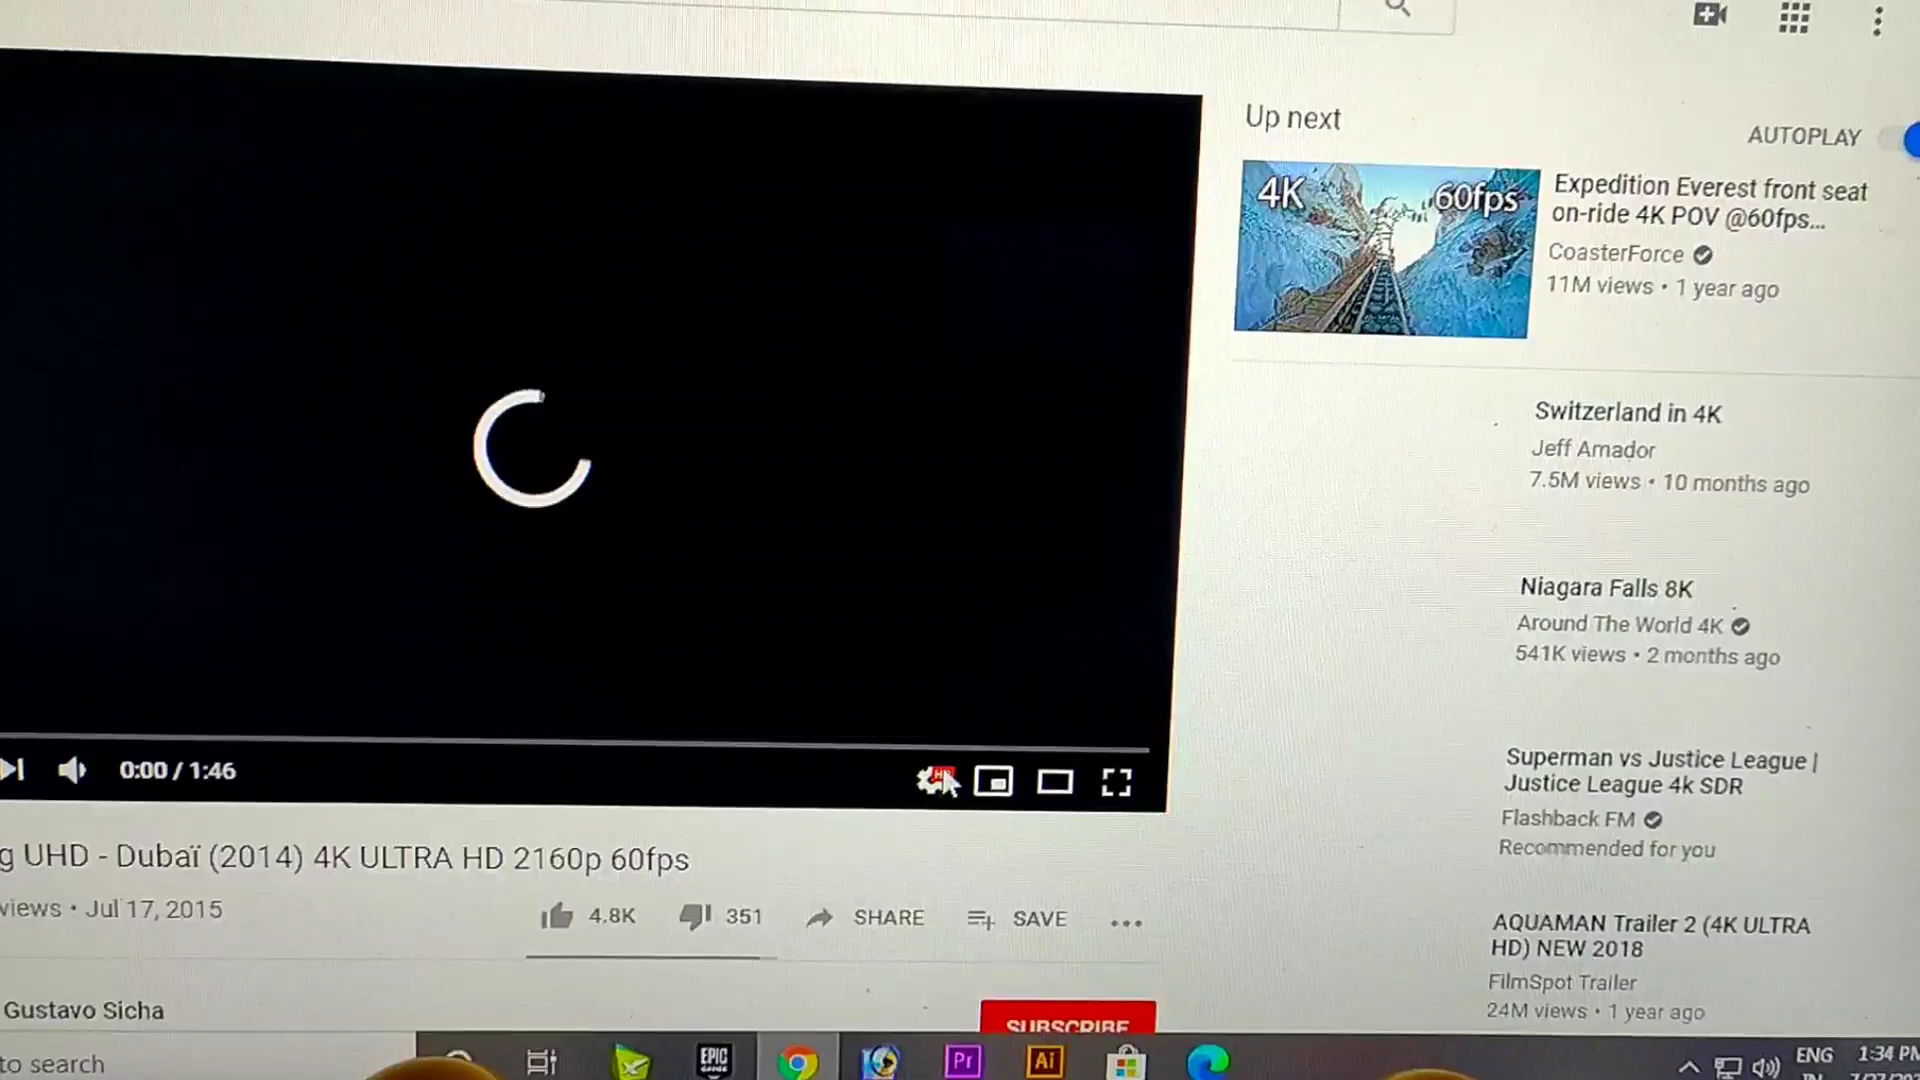 Up next
AUTOPLAY
4K
60fps
Expedition Everest front seat
on-ride 4K POV @60fps...
CoasterForce
11M views • 1 year ago
Switzerland in 4K
Jeff Amador
7.5M views • 10 months ago
Niagara Falls 8K
Around The World 4K
541K views • 2 months ago
Superman vs Justice League |
Justice League 4k SDR
Flashback FM
Recommended for you
AQUAMAN Trailer 2 (4K ULTRA
HD) NEW 2018
FilmSpot Trailer
24M views • 1 year ago
0:00 / 1:46
g UHD - Dubaï (2014) 4K ULTRA HD 2160p 60fps
views • Jul 17, 2015
4.8K
351
SHARE
SAVE
Gustavo Sicha
SUBSCRIBE
to search
EPIC
GAMES
Pr
Ai
ENG
1:34 PM